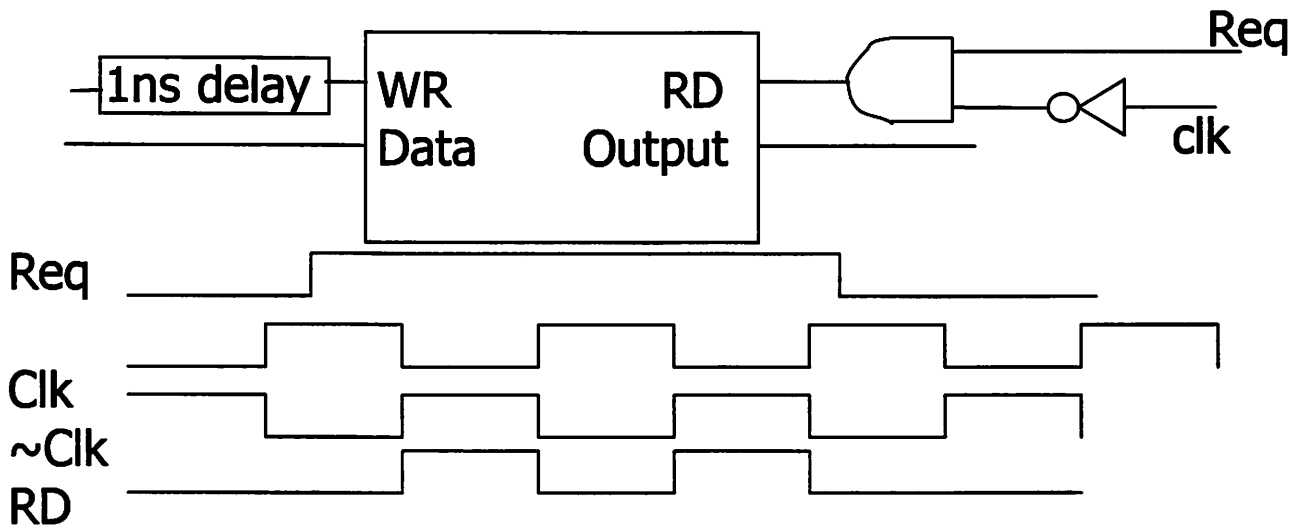 Req
1ns delay
WR
RD
clk
Data
Output
Req
Clk
~Clk
RD